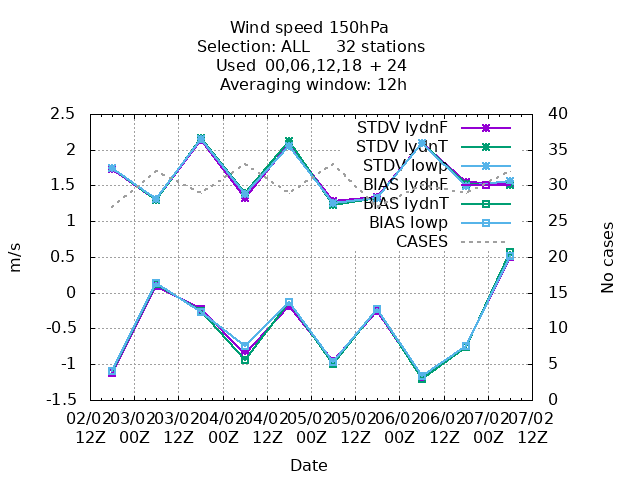 Wind speed 150hPa
Selection: ALL 32 stations
Used 00,06,12,18 + 24
Averaging window: 12h
2.5 40
2 35
1.5 30
1 25
0.5 20
0 15
-0.5 10
-1 5
-1.5 0
m/s
No cases
STDV lydnF
STDV lydnT
STDV lowp
BIAS lydnF
BIAS lydnT
BIAS lowp
CASES
02/02 03/02 03/02 04/02 04/02 05/02 05/02 06/02 06/02 07/02 07/02
12Z 00Z 12Z 00Z 12Z 00Z 12Z 00Z 12Z 00Z 12Z
Date